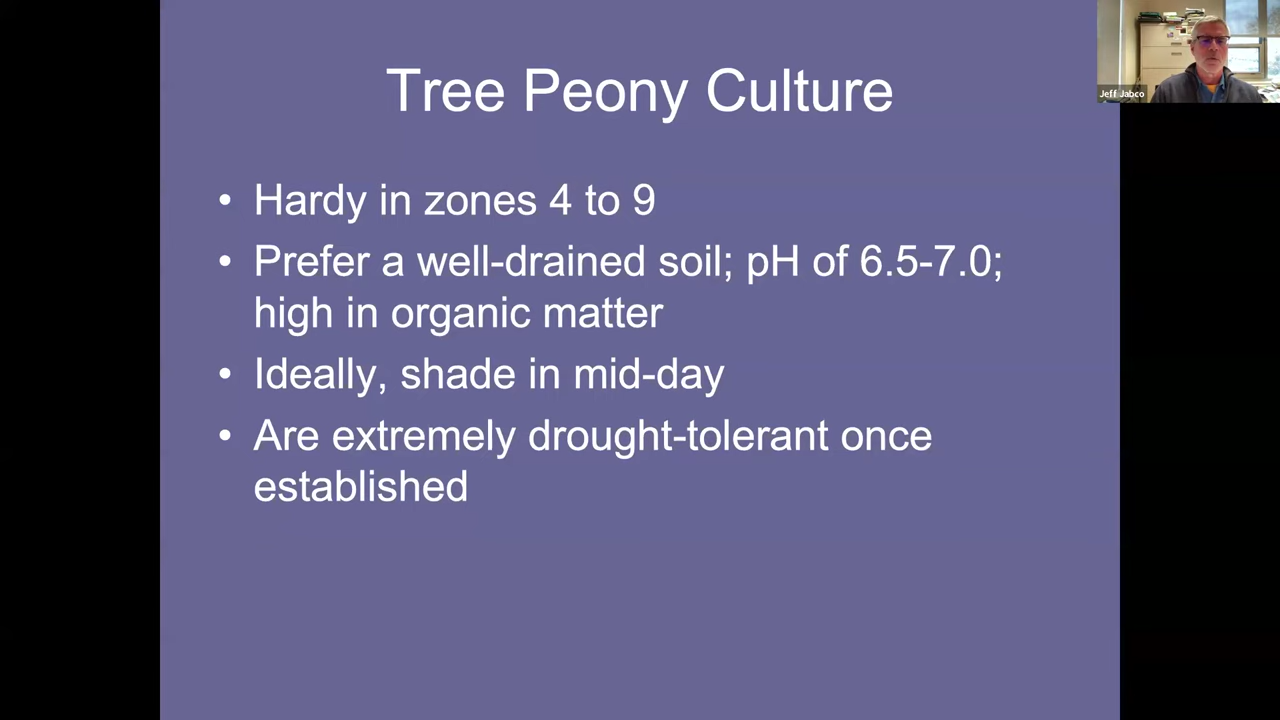 Tree Peony Culture
• Hardy in zones 4 to 9
• Prefer a well-drained soil; pH of 6.5-7.0;
high in organic matter
• Ideally, shade in mid-day
• Are extremely drought-tolerant once
established
Jeff Jabco